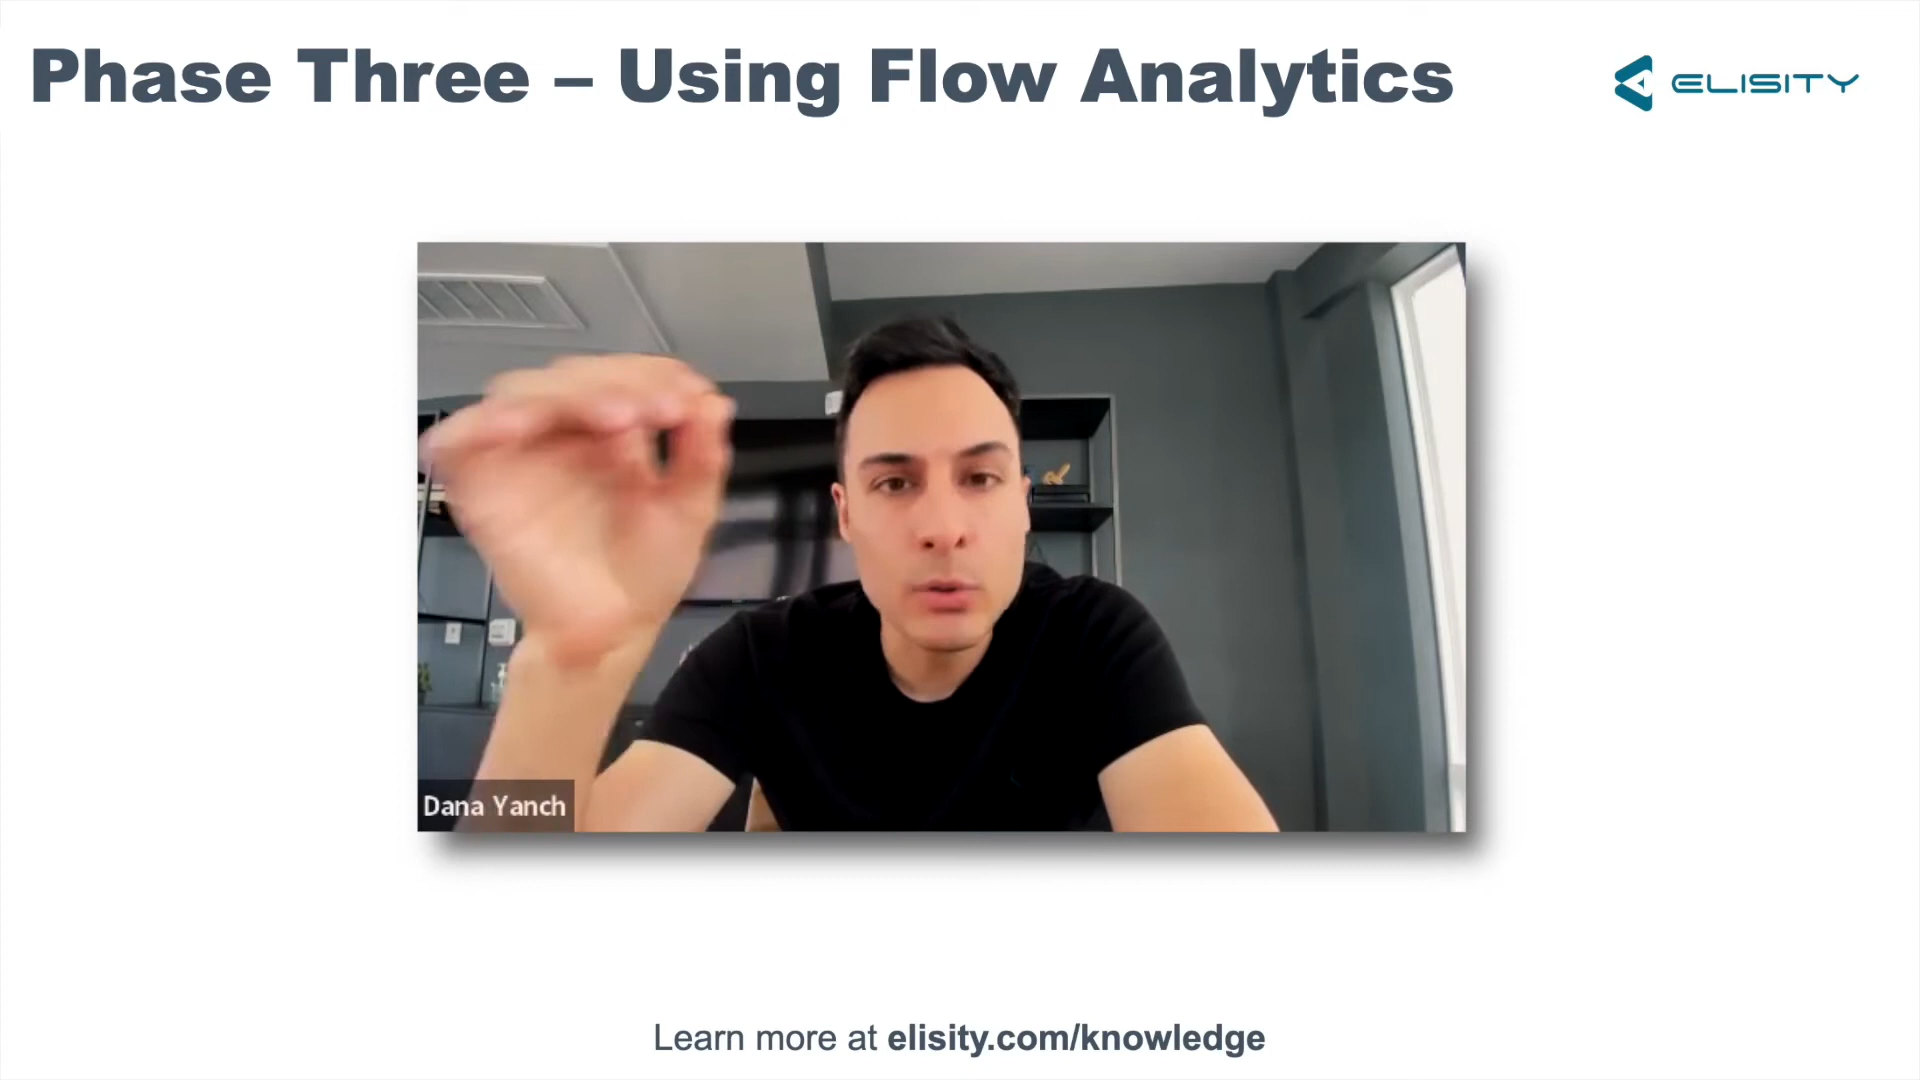 Phase Three – Using Flow Analytics
ELISITY
Dana Yanch
Learn more at elisity.com/knowledge